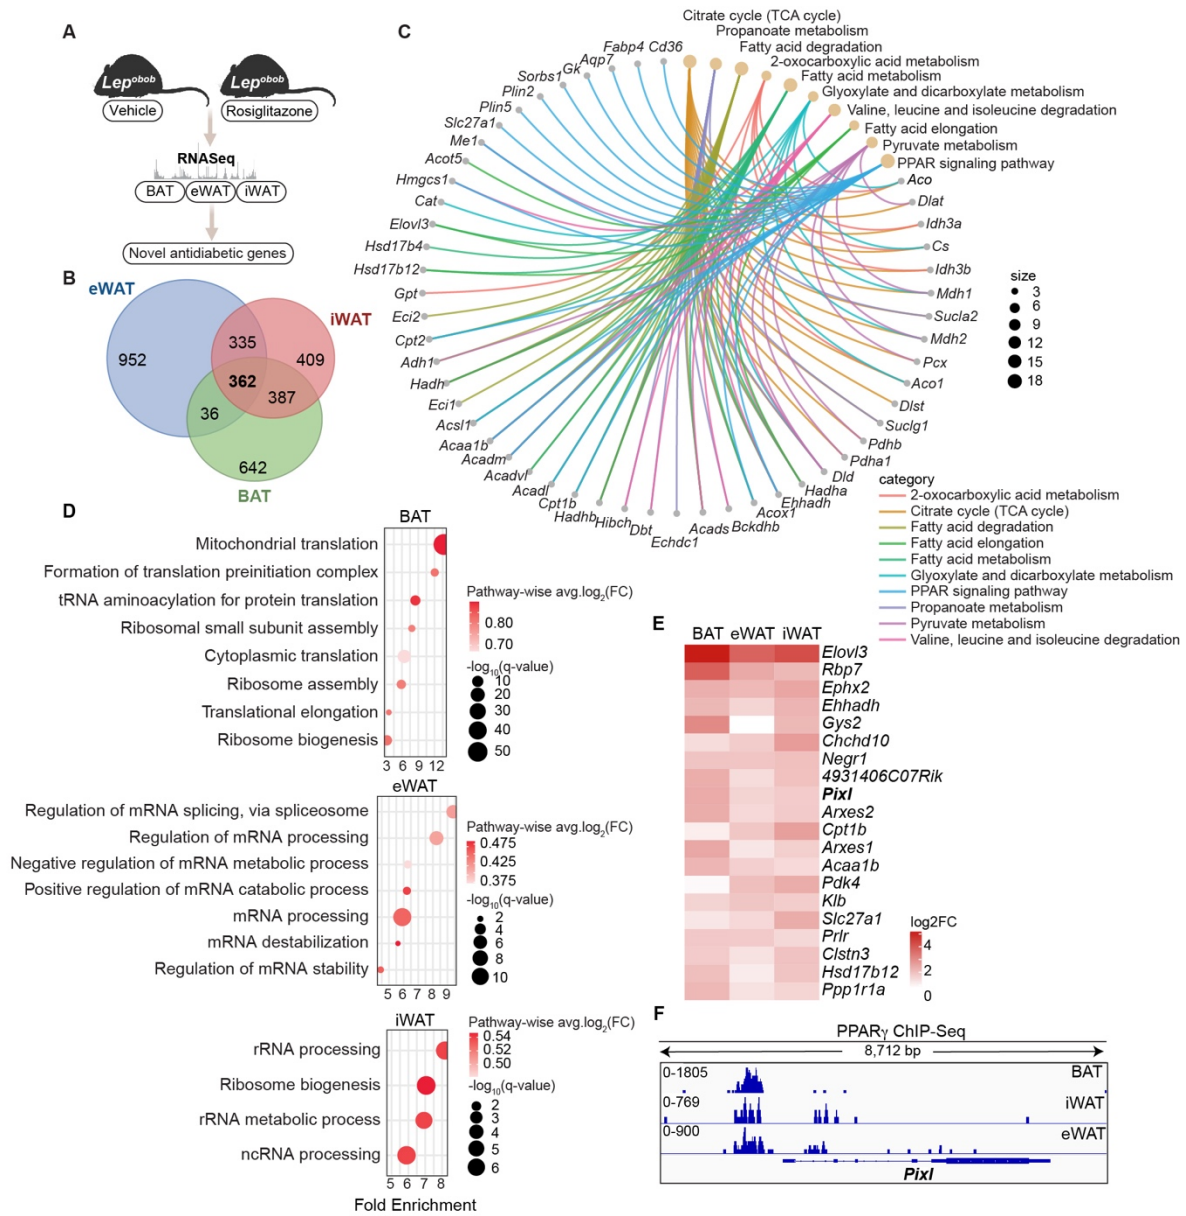 A
Lep^obob
Vehicle
Lep^obob
Rosiglitazone
RNASeq
BAT eWAT iWAT
Novel antidiabetic genes
B
eWAT
iWAT
952
335
409
362
387
36
642
BAT
C
Citrate cycle (TCA cycle)
Propanoate metabolism
Fatty acid degradation
2-oxocarboxylic acid metabolism
Fatty acid metabolism
Glyoxylate and dicarboxylate metabolism
Valine, leucine and isoleucine degradation
Fatty acid elongation
Pyruvate metabolism
PPAR signaling pathway
Aco
Dlat
Idh3a
Cs
Idh3b
Mdh1
Sucla2
Mdh2
Pcx
Aco1
Dlst
Suclg1
Pdhb
Pdha1
Dld
Hadha
Ehhadh
Acox1
Bckdhb
Acads
Echdc1
Dbt
Hibch
Hadhb
Cpt1b
Acadl
Acadvl
Acadm
Acaa1b
Acsl1
Eci1
Hadh
Adh1
Cpt2
Eci2
Gpt
Hsd17b12
Hsd17b4
Elovl3
Cat
Hmgcs1
Acot5
Me1
Slc27a1
Plin5
Plin2
Sorbs1
Gk
Aqp7
Fabp4
Cd36
size
3
6
9
12
15
18
category
2-oxocarboxylic acid metabolism
Citrate cycle (TCA cycle)
Fatty acid degradation
Fatty acid elongation
Fatty acid metabolism
Glyoxylate and dicarboxylate metabolism
PPAR signaling pathway
Propanoate metabolism
Pyruvate metabolism
Valine, leucine and isoleucine degradation
D
BAT
Mitochondrial translation
Formation of translation preinitiation complex
tRNA aminoacylation for protein translation
Ribosomal small subunit assembly
Cytoplasmic translation
Ribosome assembly
Translational elongation
Ribosome biogenesis
3 6 9 12
Pathway-wise avg.log2(FC)
0.80
0.70
-log10(q-value)
10
20
30
40
50
eWAT
Regulation of mRNA splicing, via spliceosome
Regulation of mRNA processing
Negative regulation of mRNA metabolic process
Positive regulation of mRNA catabolic process
mRNA processing
mRNA destabilization
Regulation of mRNA stability
5 6 7 8 9
Pathway-wise avg.log2(FC)
0.475
0.425
0.375
-log10(q-value)
2
4
6
8
10
iWAT
rRNA processing
Ribosome biogenesis
rRNA metabolic process
ncRNA processing
5 6 7 8
Fold Enrichment
Pathway-wise avg.log2(FC)
0.54
0.52
0.50
-log10(q-value)
2
3
4
5
6
E
BAT eWAT iWAT
Elovl3
Rbp7
Ephx2
Ehhadh
Gys2
Chchd10
Negr1
4931406C07Rik
Pixl
Arxes2
Cpt1b
Arxes1
Acaa1b
Pdk4
Klb
Slc27a1
Prlr
Clstn3
Hsd17b12
Ppp1r1a
log2FC
4
2
0
F
PPARγ ChIP-Seq
8,712 bp
0-1805
BAT
0-769
iWAT
0-900
eWAT
Pixl